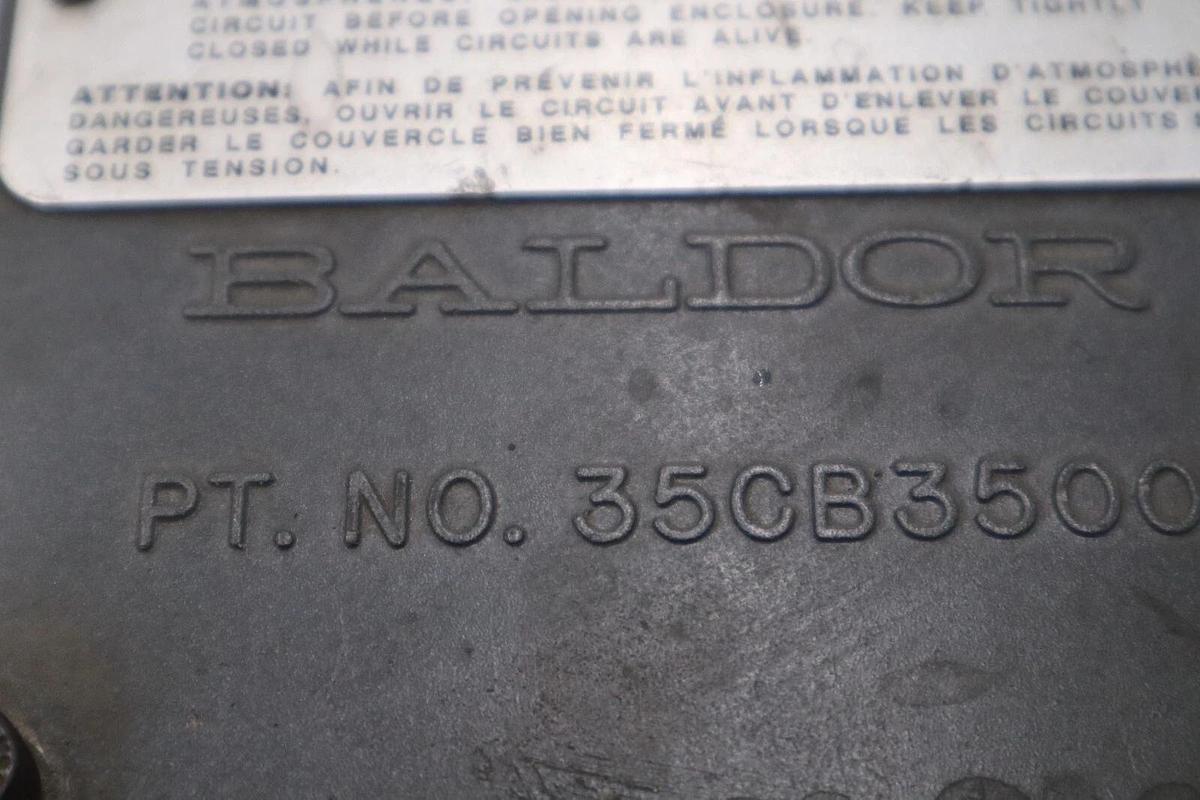 CIRCUIT BEFORE OPENING ENCLOSURE. KEEP TIGHTLY
CLOSED WHILE CIRCUITS ARE ALIVE.
ATTENTION: AFIN DE PRÉVENIR L'INFLAMMATION D'ATMOSPHÈ
DANGEREUSES, OUVRIR LE CIRCUIT AVANT D'ENLEVER LE COUVER
GARDER LE COUVERCLE BIEN FERMÉ LORSQUE LES CIRCUITS
SOUS TENSION.
BALDOR
PT. NO. 35CB3500